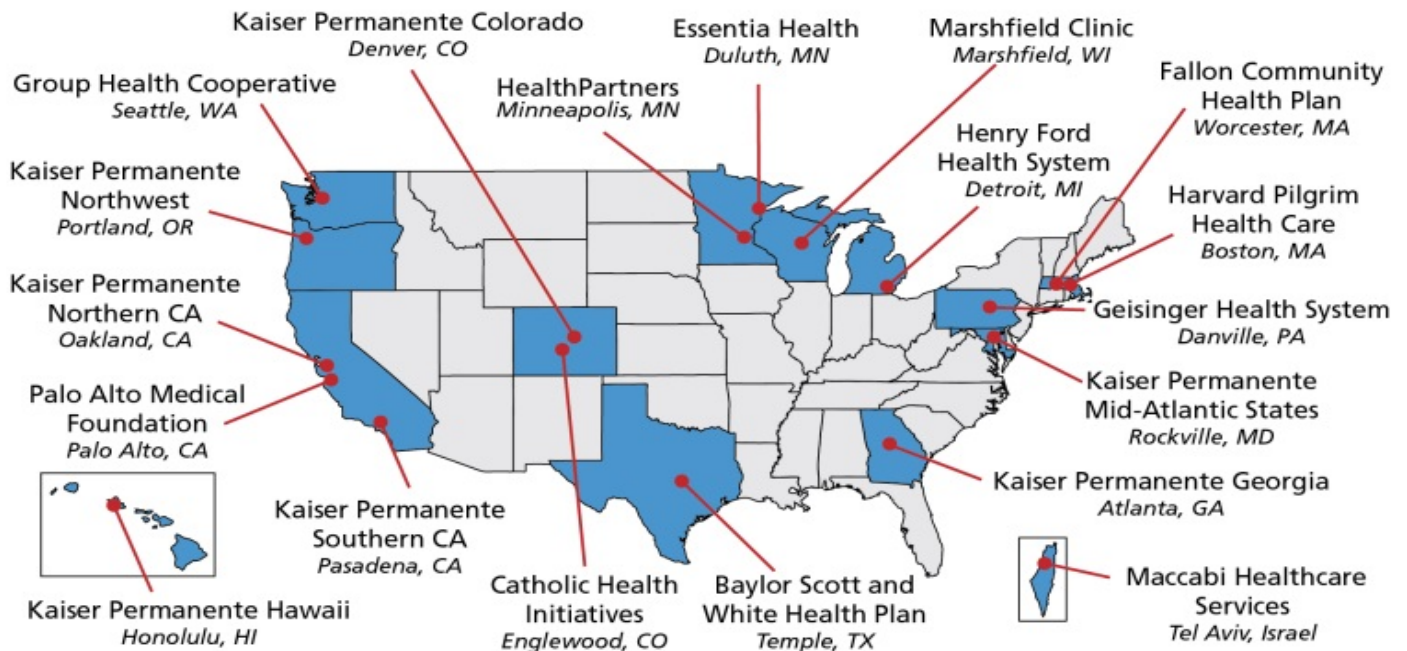 Kaiser Permanente Colorado
Denver, CO
Essentia Health
Duluth, MN
Marshfield Clinic
Marshfield, WI
Group Health Cooperative
Seattle, WA
HealthPartners
Minneapolis, MN
Fallon Community
Health Plan
Worcester, MA
Henry Ford
Health System
Detroit, MI
Kaiser Permanente
Northwest
Portland, OR
Harvard Pilgrim
Health Care
Boston, MA
Kaiser Permanente
Northern CA
Oakland, CA
Geisinger Health System
Danville, PA
Palo Alto Medical
Foundation
Palo Alto, CA
Kaiser Permanente
Mid-Atlantic States
Rockville, MD
Kaiser Permanente Georgia
Atlanta, GA
Kaiser Permanente
Southern CA
Pasadena, CA
Catholic Health
Initiatives
Englewood, CO
Baylor Scott and
White Health Plan
Temple, TX
Maccabi Healthcare
Services
Tel Aviv, Israel
Kaiser Permanente Hawaii
Honolulu, HI